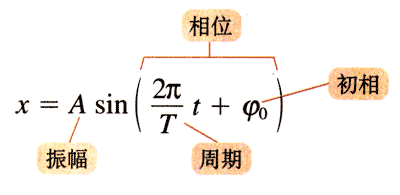 相位
x = A sin(2π/T t + φ₀)
初相
振幅
周期